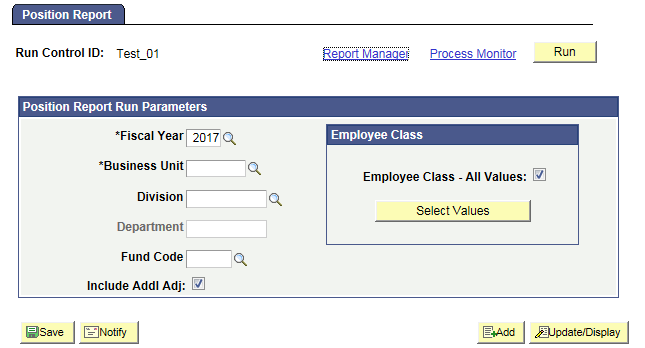 Position Report
Run Control ID: Test_01 Report Manager Process Monitor Run
Position Report Run Parameters
*Fiscal Year 2017
*Business Unit
Division
Department
Fund Code
Include Addl Adj:
Employee Class
Employee Class - All Values:
Select Values
Save Notify Add Update/Display